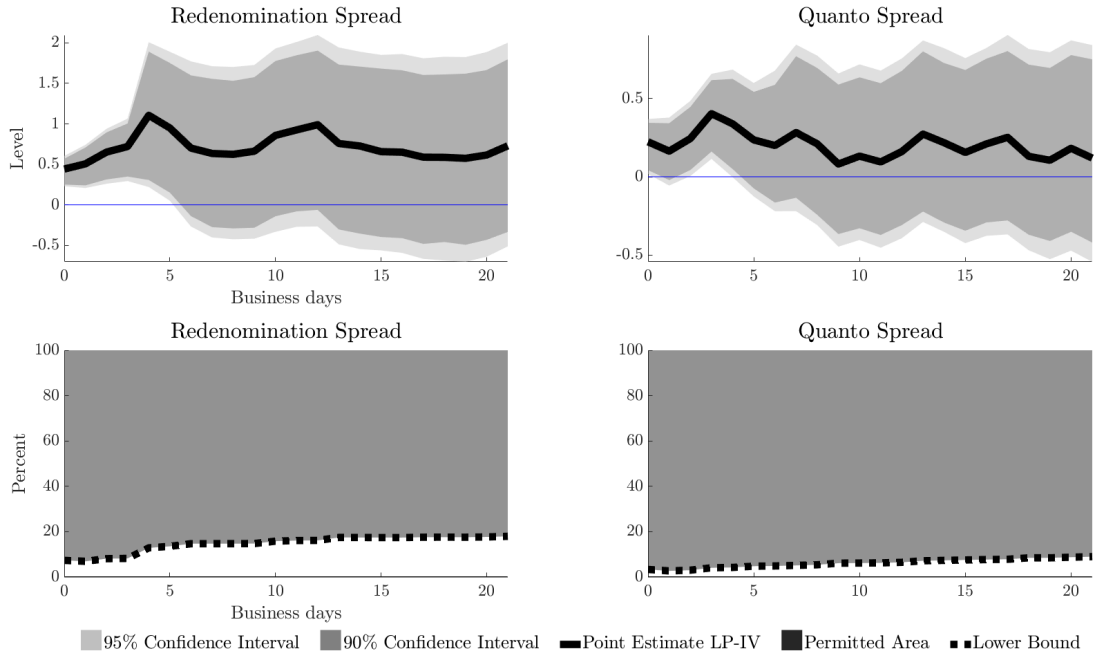 Redenomination Spread
Quanto Spread
2
1.5
1
0.5
0
-0.5
Level
0 5 10 15 20
Business days
0.5
0
-0.5
0 5 10 15 20
Redenomination Spread
Quanto Spread
100
80
60
40
20
0
Percent
0 5 10 15 20
Business days
100
80
60
40
20
0
0 5 10 15 20
95% Confidence Interval 90% Confidence Interval Point Estimate LP-IV Permitted Area Lower Bound